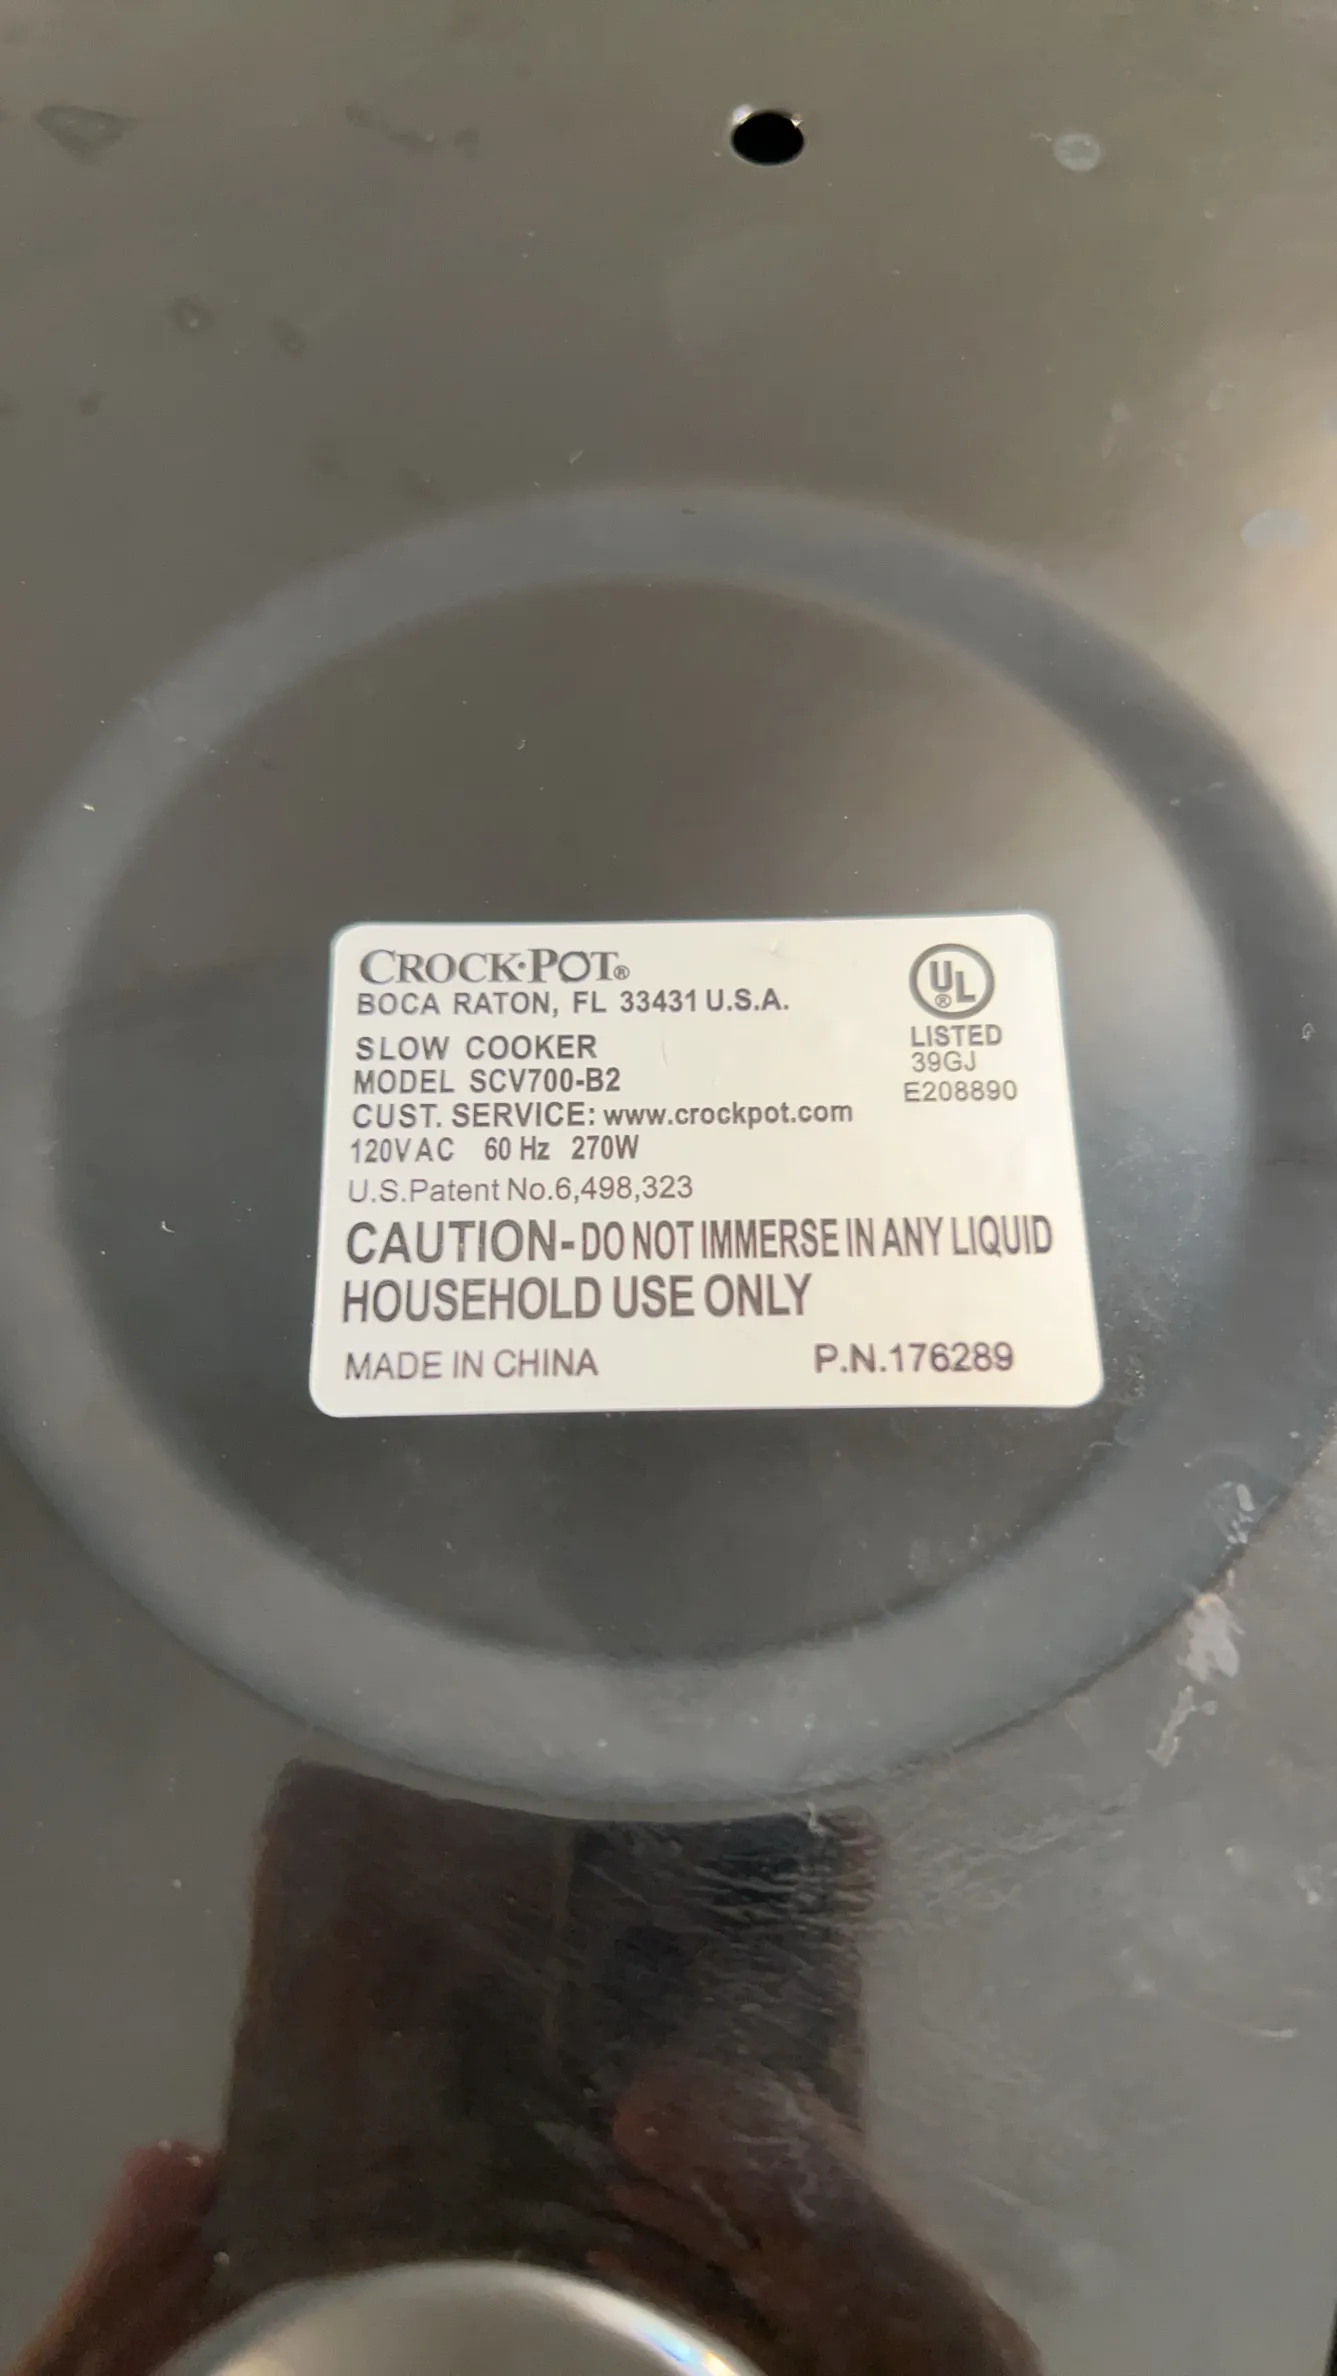 CROCK·POT®
BOCA RATON, FL 33431 U.S.A.
SLOW COOKER
MODEL SCV700-B2
CUST. SERVICE: www.crockpot.com
120VAC 60 Hz 270W
U.S.Patent No.6,498,323
CAUTION-DO NOT IMMERSE IN ANY LIQUID
HOUSEHOLD USE ONLY
MADE IN CHINA
P.N.176289
UL®
LISTED
39GJ
E208890